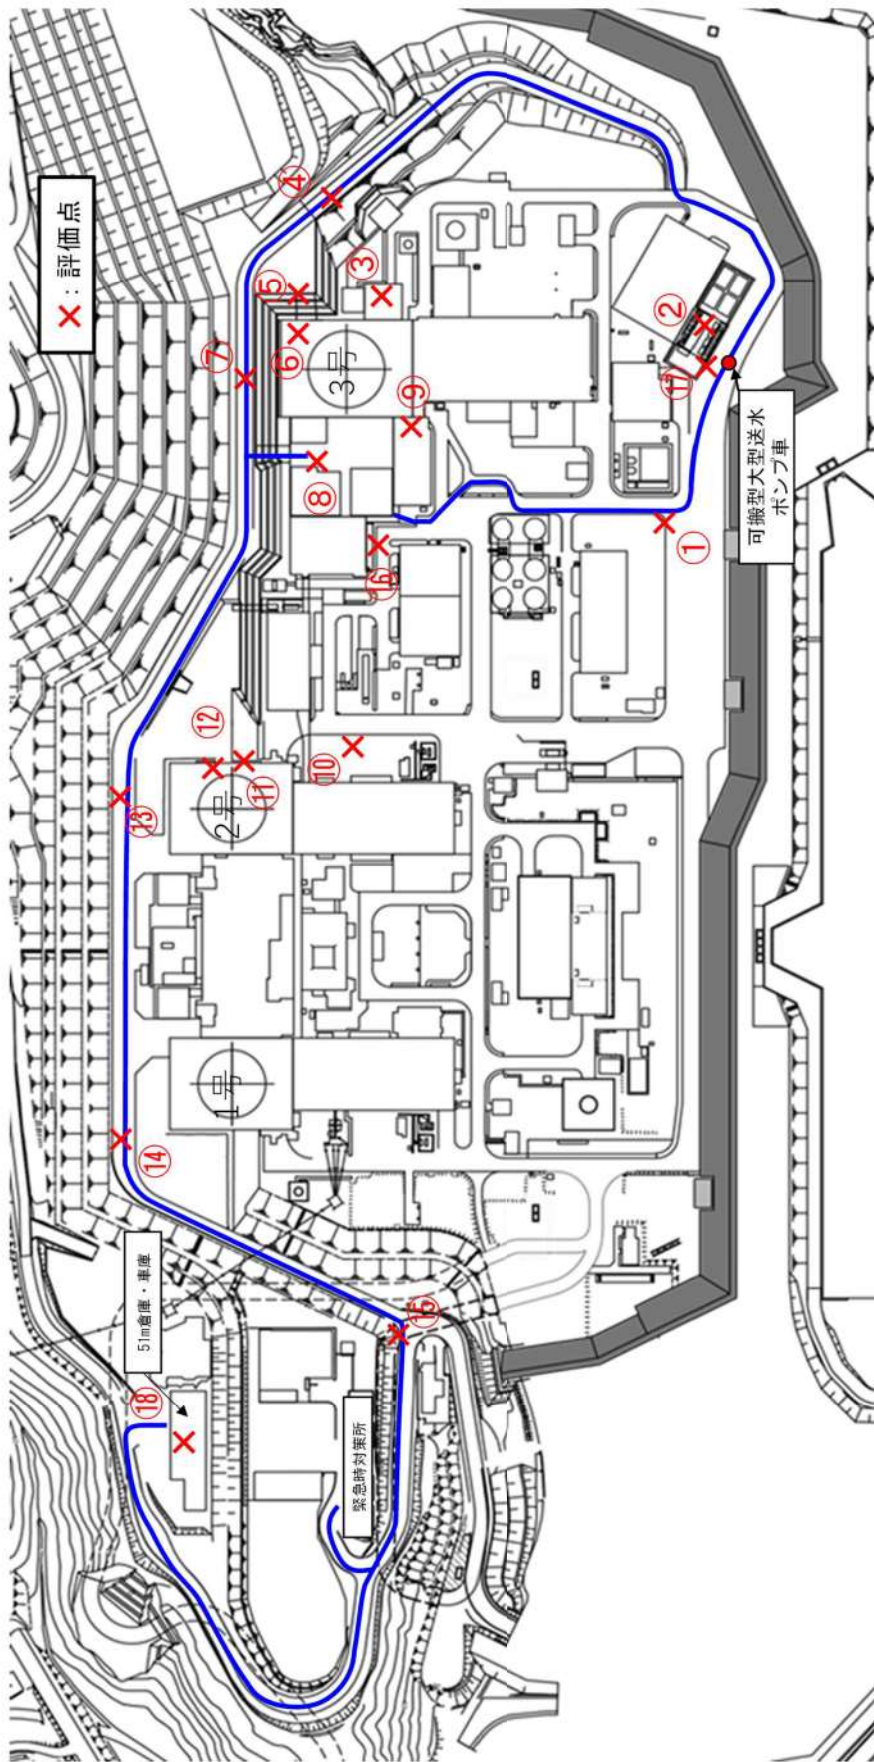 ×：評価点
④
⑤
③
⑦
⑥
3号
②
⑰
⑨
⑧
可搬型大型送水
ポンプ車
①
⑯
⑫
⑩
⑪
2号
⑬
1号
⑭
51m倉庫・車庫
⑮
⑱
緊急時対策所